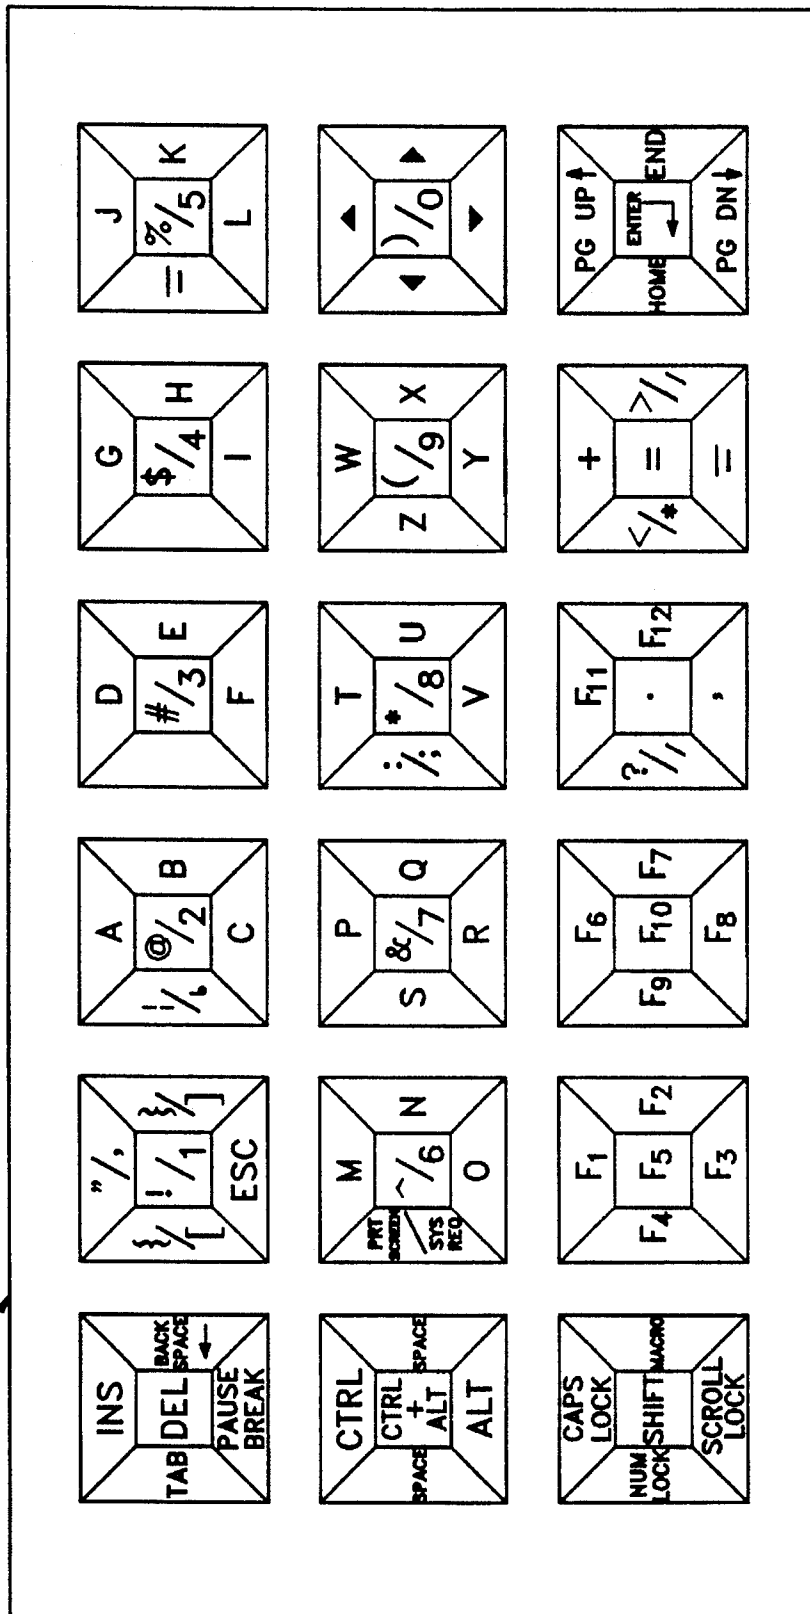 INS
TAB DEL BACK
SPACE
←
PAUSE
BREAK
"/,
{/[ !/1 }/]
ESC
A
¦/‛ @/2 B
C
D
#/3 E
F
G
$/4 H
I
J
= %/5 K
L
CTRL
SPACE CTRL
+
ALT SPACE
ALT
M
PRT
SCREEN
/
SYS
REQ ^/6 N
O
P
S &/7 Q
R
T
:/; */8 U
V
W
Z (/9 X
Y
)/0
CAPS
LOCK
NUM
LOCK SHIFT MACRO
SCROLL
LOCK
F1
F4 F5 F2
F3
F6
F9 F10 F7
F8
F11
?// . F12
,
+
</* = >/,
=
PG UP↑
HOME ENTER END
PG DN↓